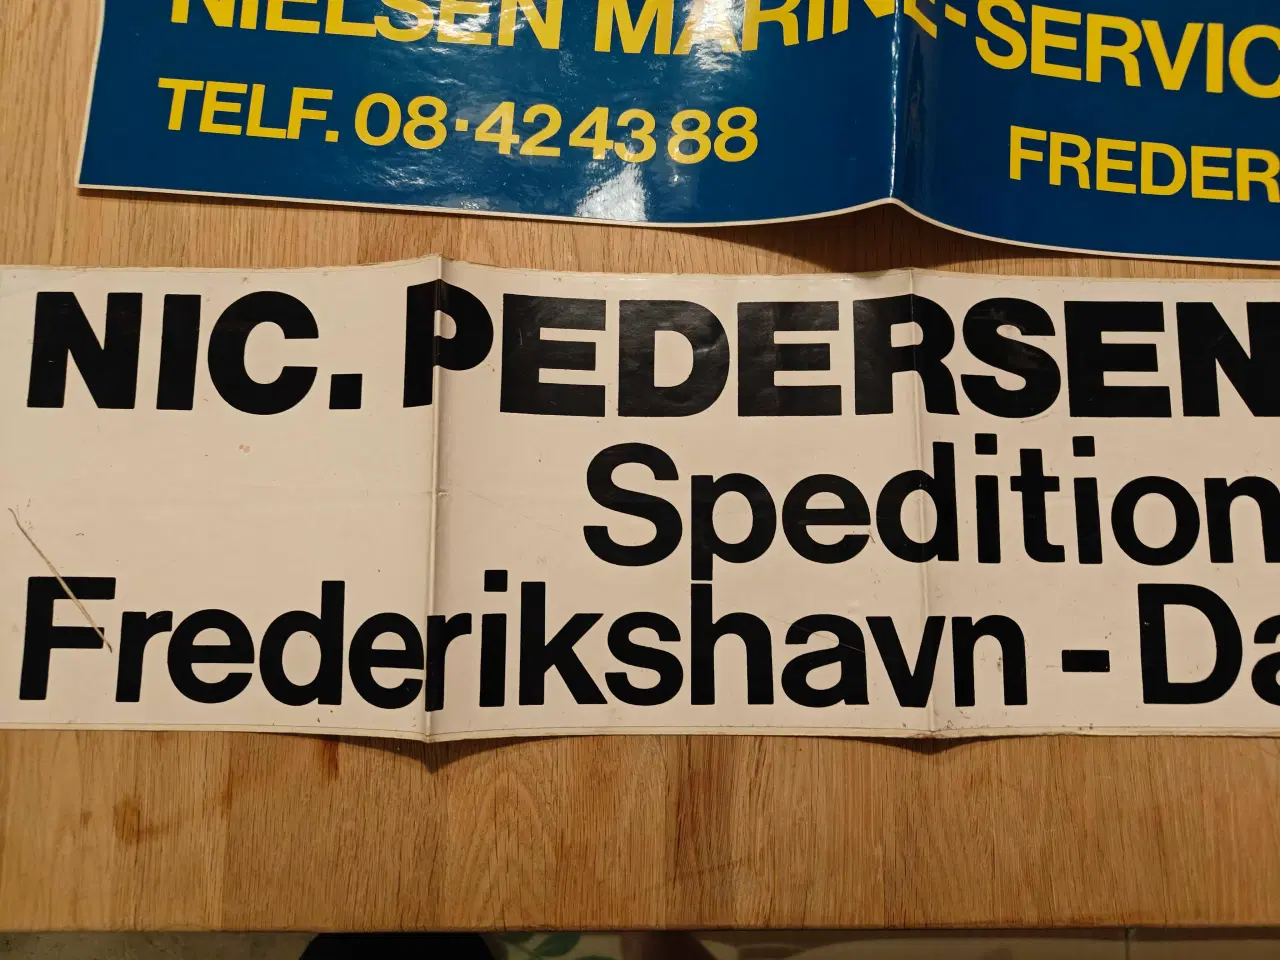 NIELSEN MARINE-SERVIC
TELF. 08·424388
FREDER
NIC. PEDERSEN
Spedition
Frederikshavn - Da